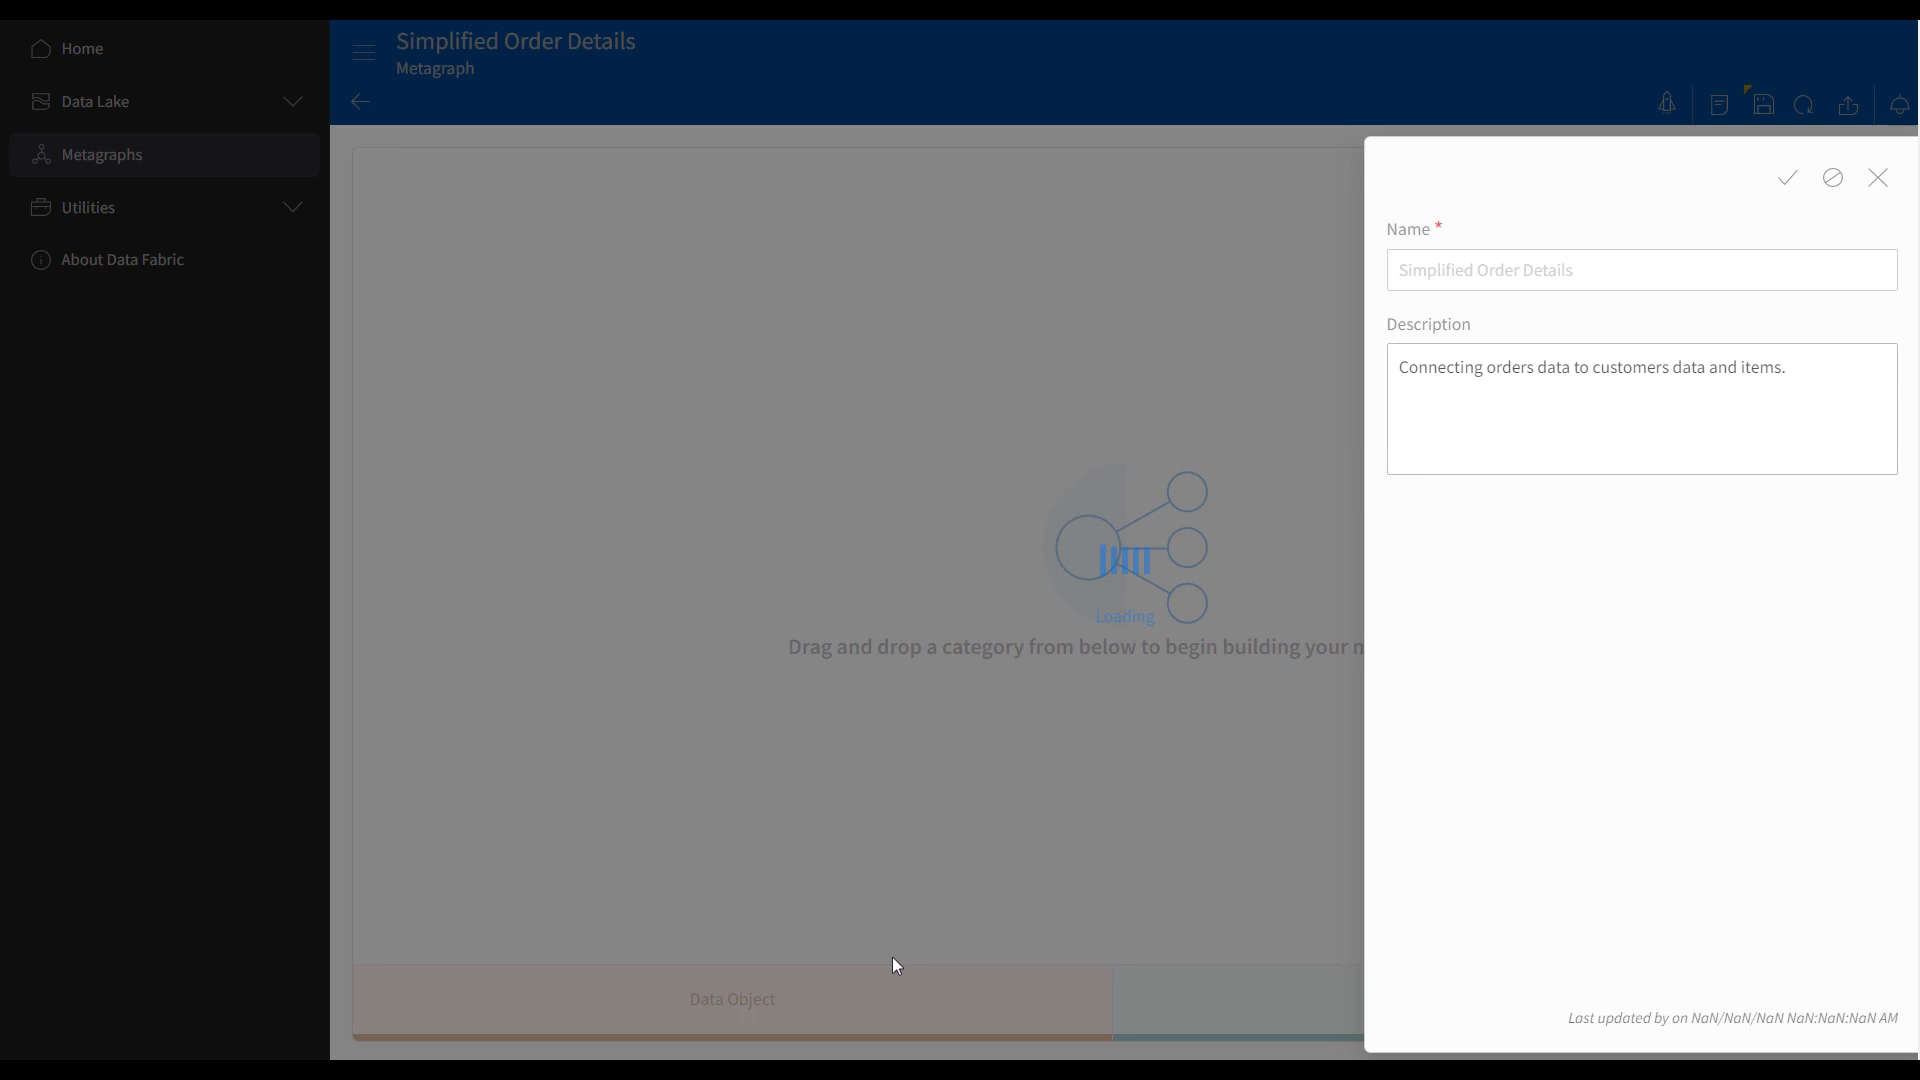 Home
Data Lake
Metagraphs
Utilities
About Data Fabric
Simplified Order Details
Metagraph
Loading
Drag and drop a category from below to begin building your
Data Object
Name *
Simplified Order Details
Description
Connecting orders data to customers data and items.
Last updated by on NaN/NaN/NaN NaN:NaN:NaN AM